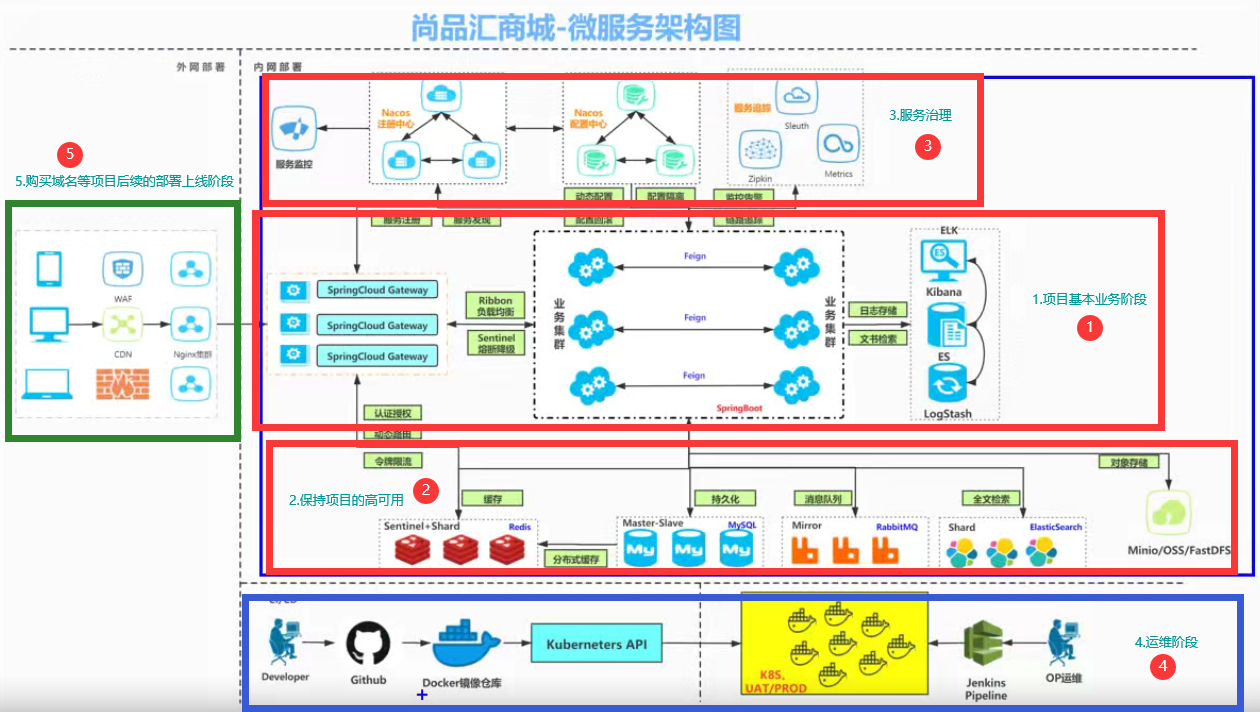 尚品汇商城-微服务架构图
外网部署
内网部署
服务监控
Nacos
注册中心
Nacos
配置中心
服务追踪
Sleuth
Zipkin
Metrics
3.服务治理
3
动态配置
配置隔离
监控告警
服务注册
服务发现
配置回滚
链路追踪
5
5.购买域名等项目后续的部署上线阶段
WAF
CDN
Nginx集群
SpringCloud Gateway
SpringCloud Gateway
SpringCloud Gateway
Ribbon
负载均衡
Sentinel
熔断降级
业务集群
Feign
Feign
Feign
业务集群
SpringBoot
日志存储
文书检索
ELK
Kibana
ES
LogStash
1.项目基本业务阶段
1
认证授权
动态路由
令牌限流
2.保持项目的高可用
2
缓存
持久化
消息队列
全文检索
对象存储
Sentinel+Shard
Redis
分布式缓存
Master-Slave
MySQL
Mirror
RabbitMQ
Shard
ElasticSearch
Minio/OSS/FastDFS
CI/CD
Developer
Github
Docker镜像仓库
Kuberneters API
K8S、
UAT/PROD
Jenkins
Pipeline
OP运维
4.运维阶段
4